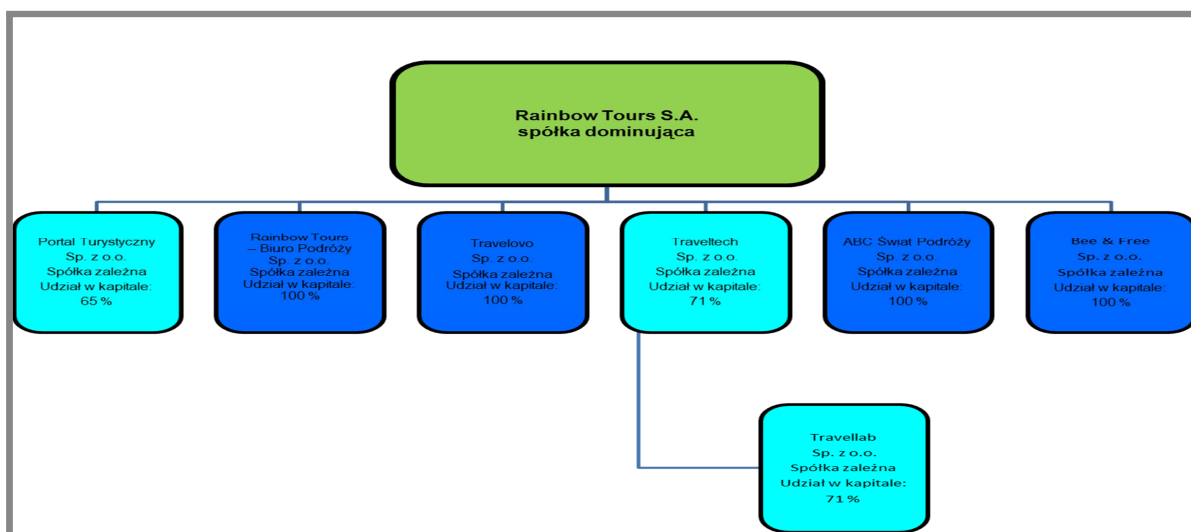 Rainbow Tours S.A.
spółka dominująca
Portal Turystyczny
Sp. z o.o.
Spółka zależna
Udział w kapitale:
65 %
Rainbow Tours
– Biuro Podróży
Sp. z o.o.
Spółka zależna
Udział w kapitale:
100 %
Travelovo
Sp. z o.o.
Spółka zależna
Udział w kapitale:
100 %
Traveltech
Sp. z o.o.
Spółka zależna
Udział w kapitale:
71 %
ABC Świat Podróży
Sp. z o.o.
Spółka zależna
Udział w kapitale:
100 %
Bee & Free
Sp. z o.o.
Spółka zależna
Udział w kapitale:
100 %
Travellab
Sp. z o.o.
Spółka zależna
Udział w kapitale:
71 %